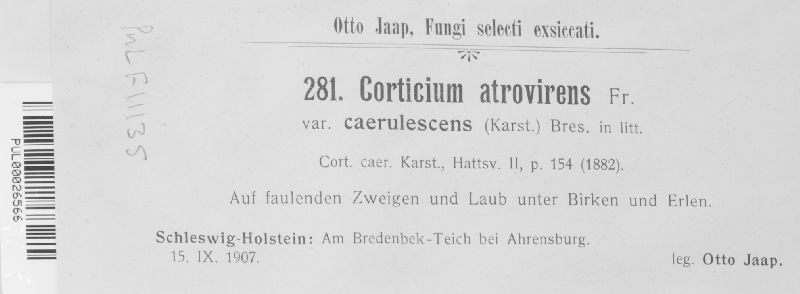 Otto Jaap, Fungi selecti exsiccati.
281. Corticium atrovirens Fr.
var. caerulescens (Karst.) Bres. in litt.
Cort. caer. Karst., Hattsv. II, p. 154 (1882).
Auf faulenden Zweigen und Laub unter Birken und Erlen.
Schleswig-Holstein: Am Bredenbek-Teich bei Ahrensburg.
15. IX. 1907.
leg. Otto Jaap.
PUL F11135
PUL00026566